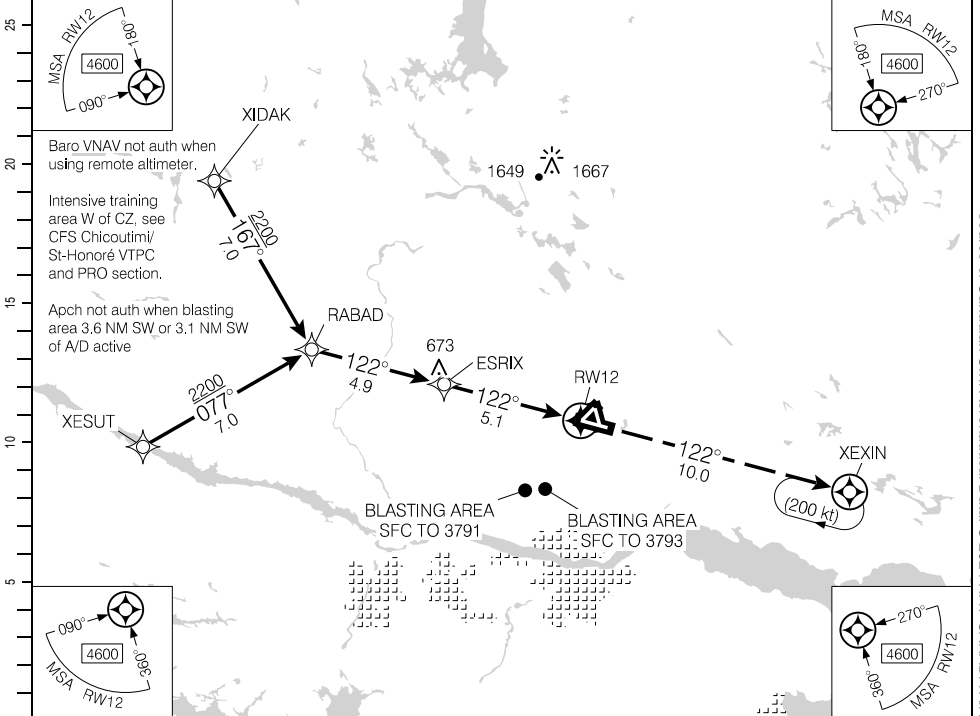 25
20
15
10
5
MSA RW12
4600
180°
090°
MSA RW12
4600
180°
270°
XIDAK
Baro VNAV not auth when
using remote altimeter.
1649
1667
Intensive training
area W of CZ, see
CFS Chicoutimi/
St-Honoré VTPC
and PRO section.
2200
167°
7.0
Apch not auth when blasting
area 3.6 NM SW or 3.1 NM SW
of A/D active
RABAD
673
122°
4.9
ESRIX
RW12
2200
077°
7.0
122°
5.1
XESUT
122°
10.0
XEXIN
(200 kt)
BLASTING AREA
SFC TO 3791
BLASTING AREA
SFC TO 3793
090°
4600
360°
MSA RW12
270°
4600
360°
MSA RW12